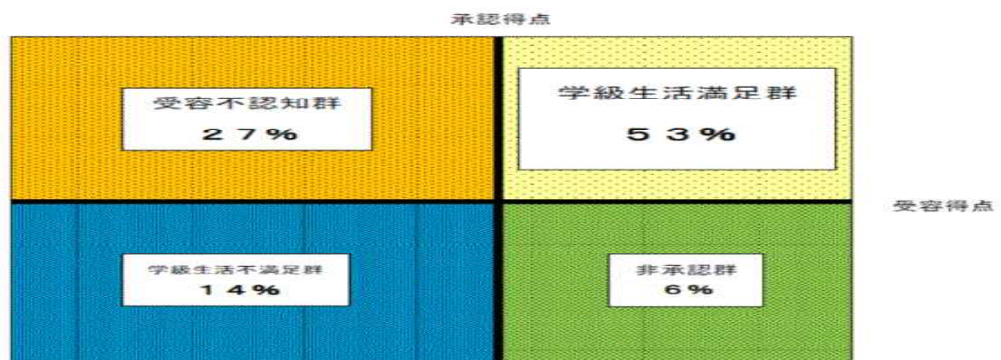 承認得点
受容不認知群
27%
学級生活満足群
53%
受容得点
学級生活不満足群
14%
非承認群
6%